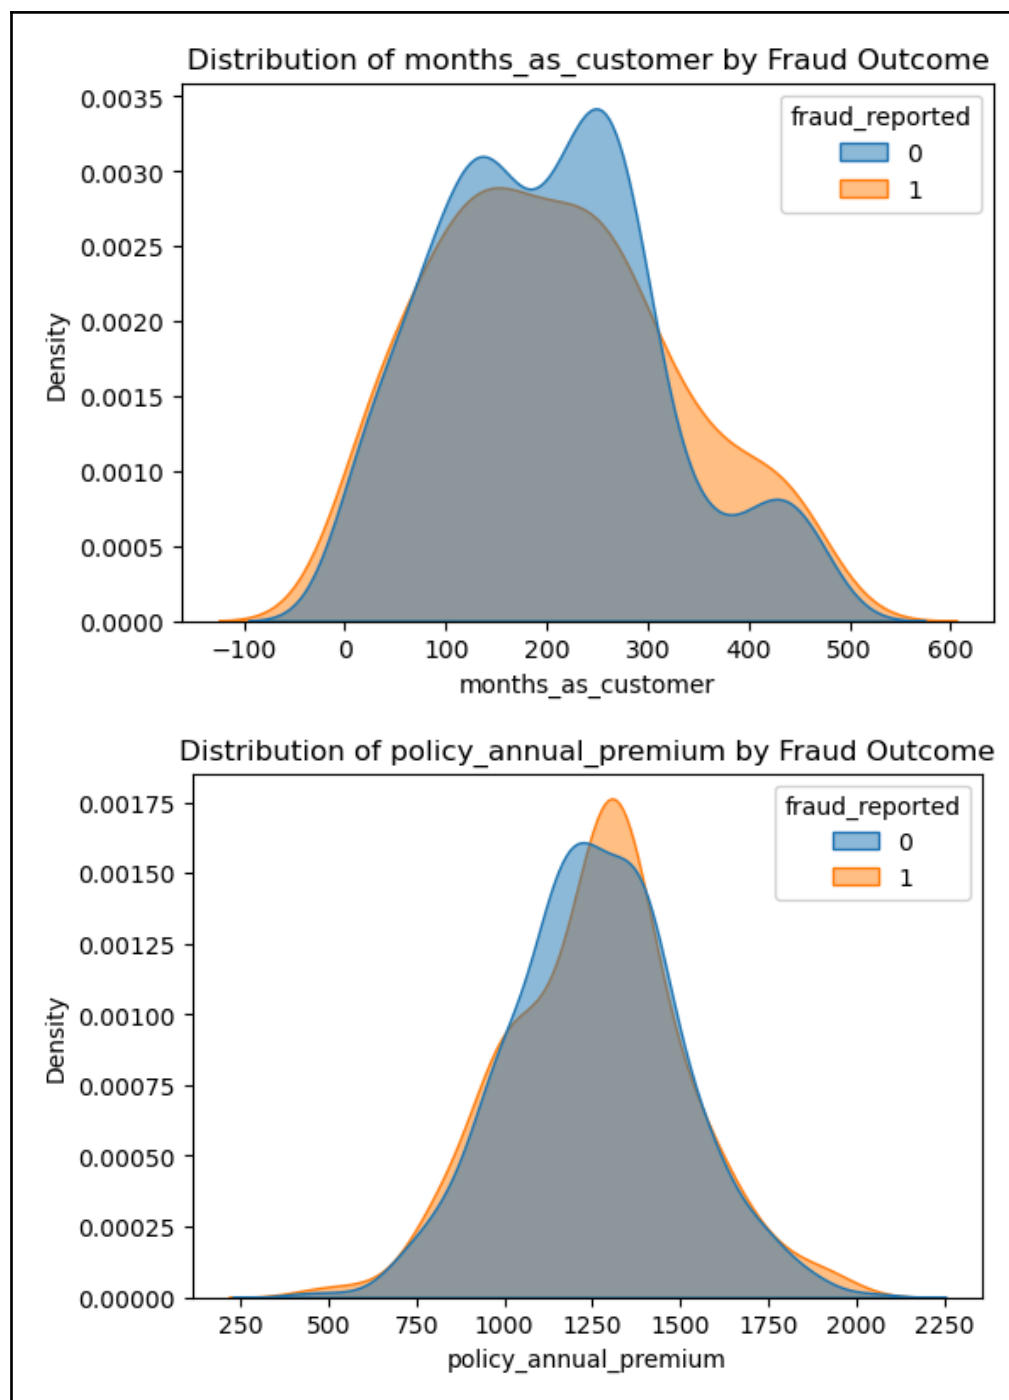 Distribution of months_as_customer by Fraud Outcome
fraud_reported
0
1
0.0035
0.0030
0.0025
0.0020
0.0015
0.0010
0.0005
0.0000
Density
−100 0 100 200 300 400 500 600
months_as_customer
Distribution of policy_annual_premium by Fraud Outcome
fraud_reported
0
1
0.00175
0.00150
0.00125
0.00100
0.00075
0.00050
0.00025
0.00000
Density
250 500 750 1000 1250 1500 1750 2000 2250
policy_annual_premium